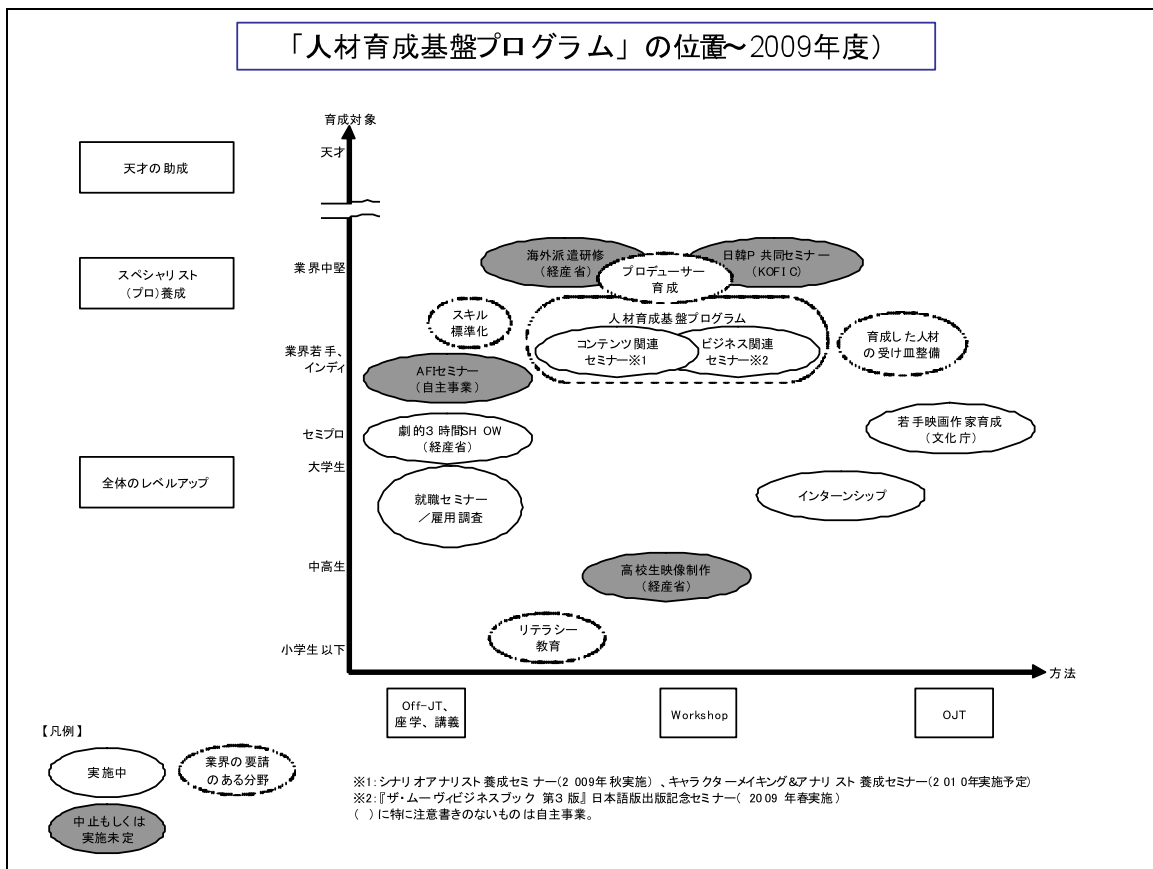 「人材育成基盤プログラム」の位置～2009年度）
育成対象
天才
天才の助成
海外派遣研修
（経産省）
日韓P共同セミナー
（KOFIC）
業界中堅
プロデューサー
育成
スペシャリスト
（プロ）養成
スキル
標準化
人材育成基盤プログラム
コンテンツ関連
セミナー※1
ビジネス関連
セミナー※2
育成した人材
の受け皿整備
業界若手、
インディ
AFIセミナー
（自主事業）
セミプロ
劇的3時間SHOW
（経産省）
若手映画作家育成
（文化庁）
大学生
全体のレベルアップ
就職セミナー
／雇用調査
インターンシップ
中高生
高校生映像制作
（経産省）
リテラシー
教育
小学生以下
方法
Off-JT、
座学、講義
Workshop
OJT
【凡例】
実施中
業界の要請
のある分野
中止もしくは
実施未定
※1：シナリオアナリスト養成セミナー（2009年秋実施）、キャラクターメイキング&アナリスト養成セミナー（2010年実施予定）
※2：『ザ・ムーヴィビジネスブック 第3版』日本語版出版記念セミナー（2009年春実施）
（ ）に特に注意書きのないものは自主事業。